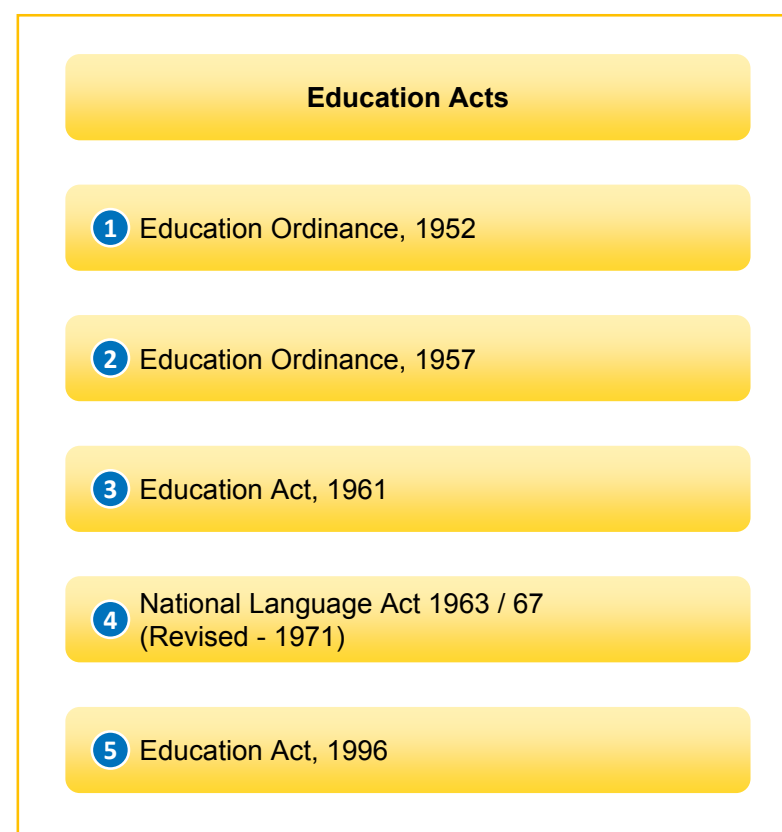 Education Acts
1 Education Ordinance, 1952
2 Education Ordinance, 1957
3 Education Act, 1961
4 National Language Act 1963 / 67
(Revised - 1971)
5 Education Act, 1996